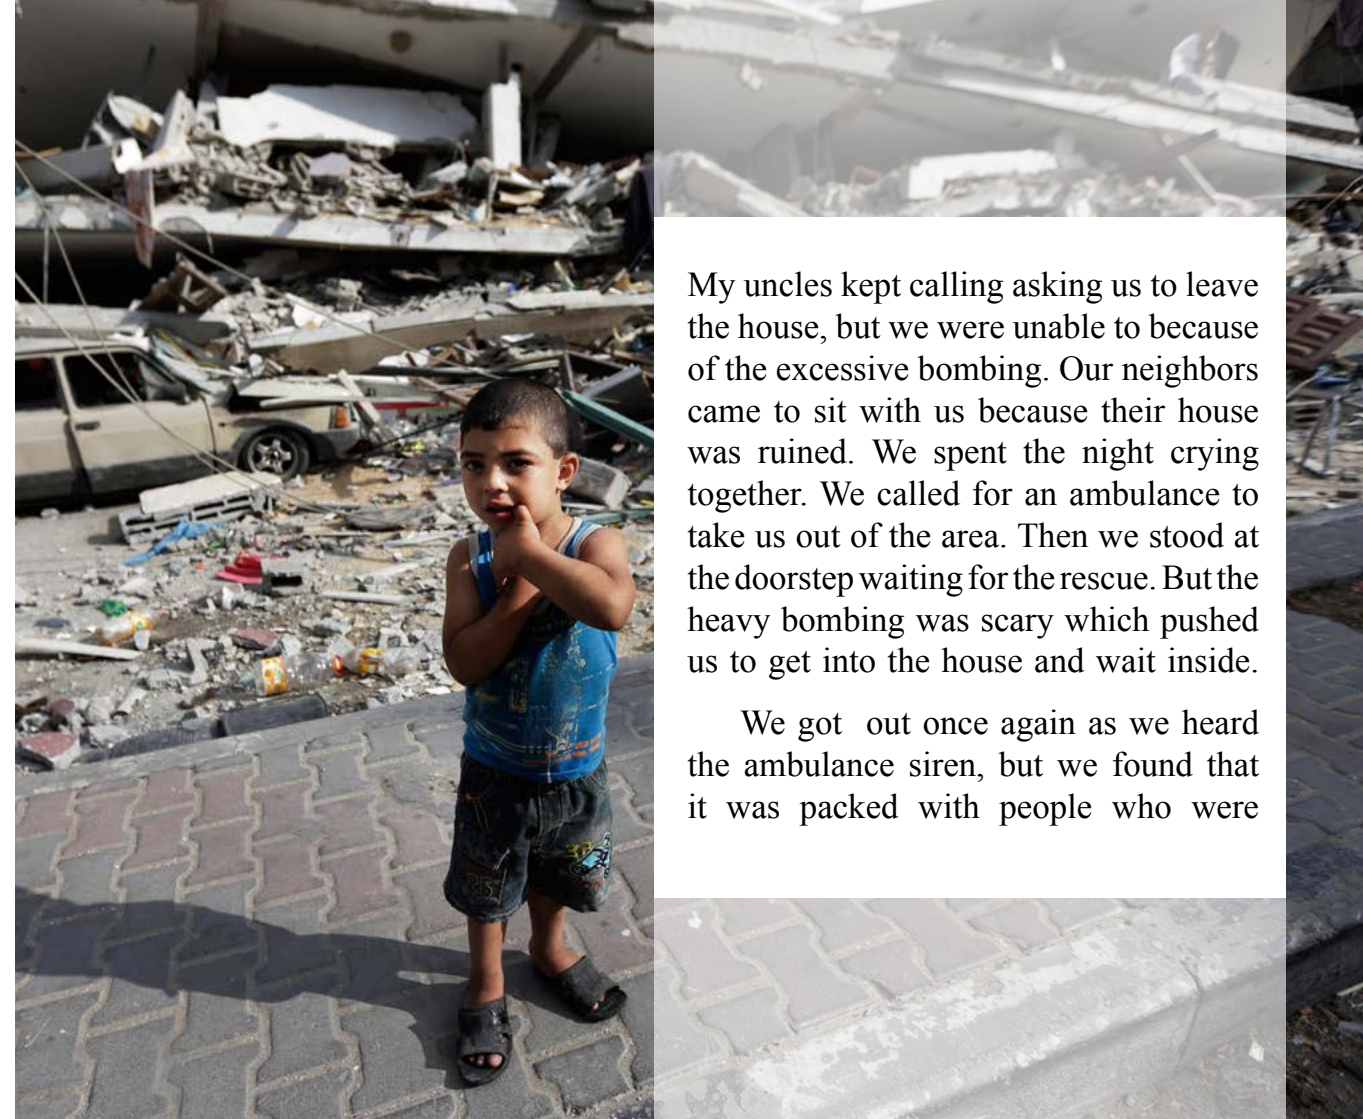 My uncles kept calling asking us to leave
the house, but we were unable to because
of the excessive bombing. Our neighbors
came to sit with us because their house
was ruined. We spent the night crying
together. We called for an ambulance to
take us out of the area. Then we stood at
the doorstep waiting for the rescue. But the
heavy bombing was scary which pushed
us to get into the house and wait inside.
We got out once again as we heard
the ambulance siren, but we found that
it was packed with people who were